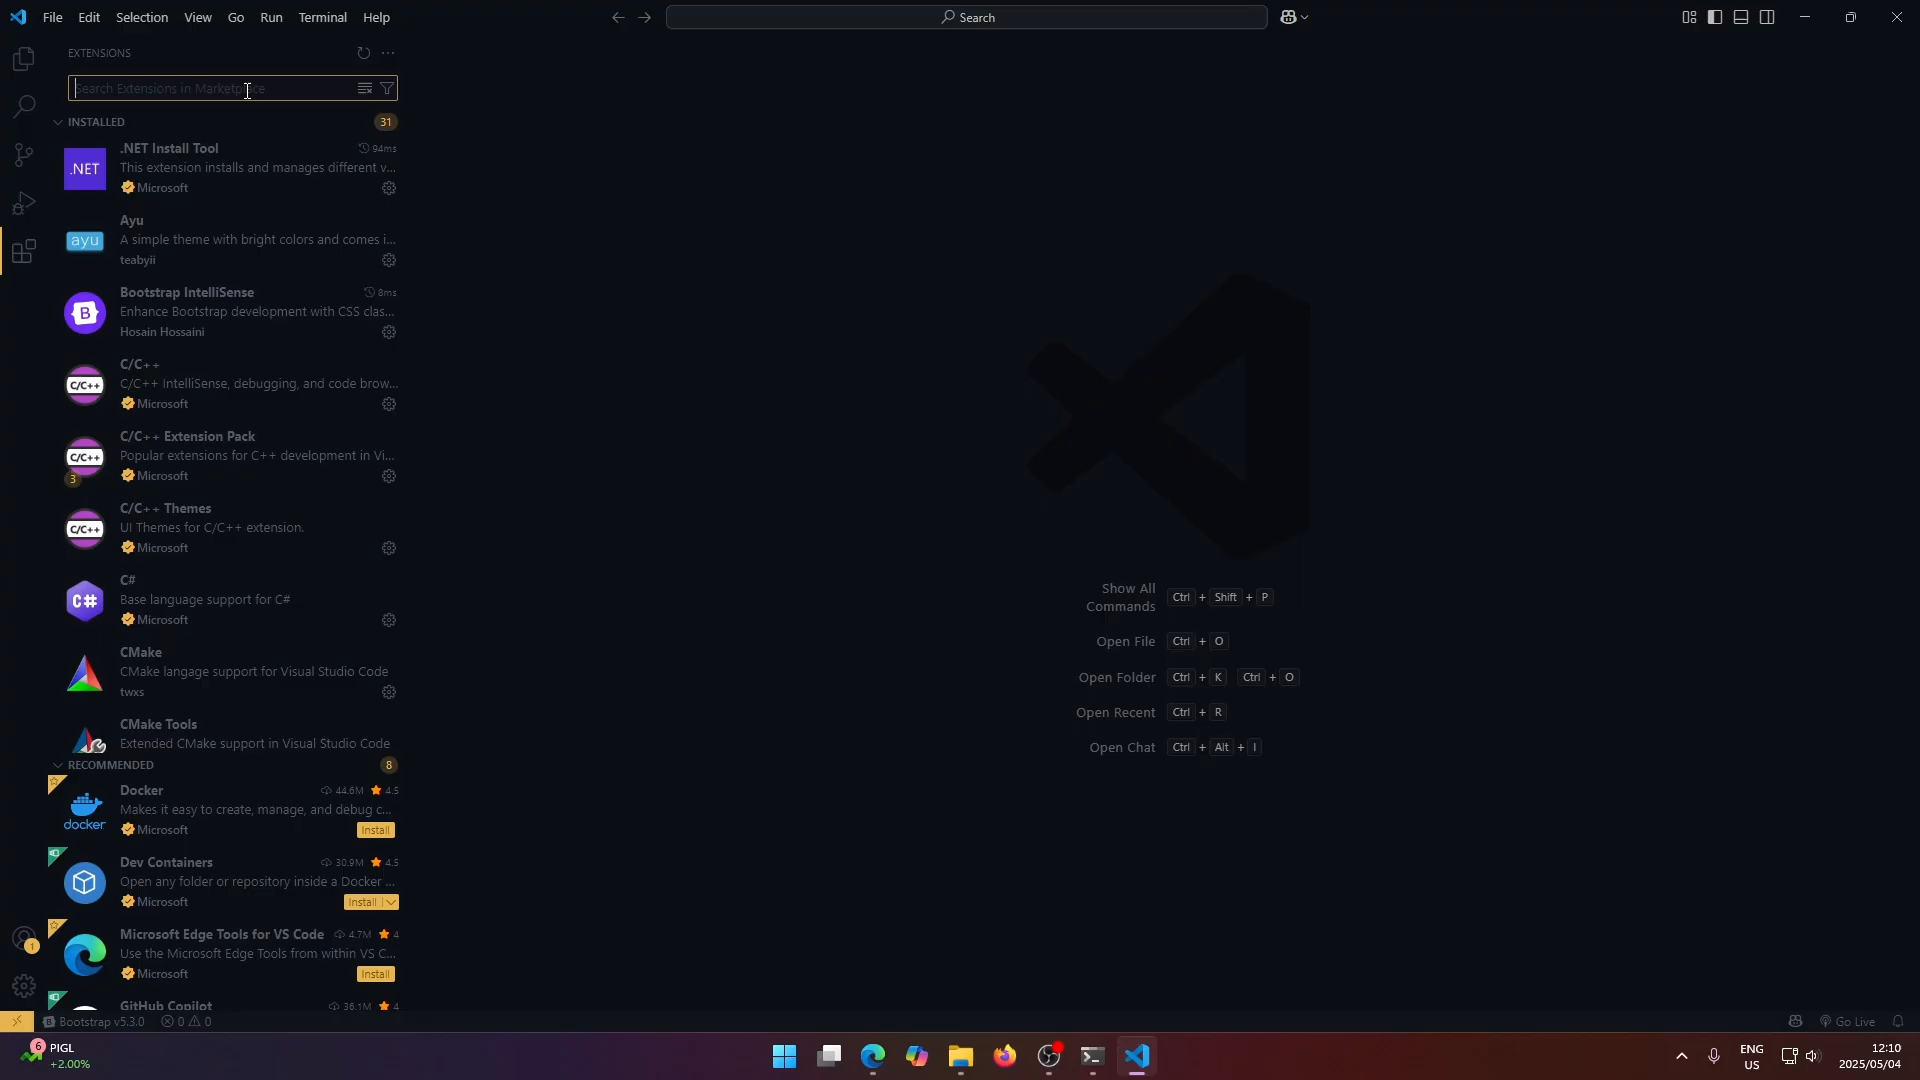 File Edit Selection View Go Run Terminal Help
Search
EXTENSIONS
Search Extensions in Marketplace
INSTALLED 31
.NET Install Tool 94ms
.NET
This extension installs and manages different v...
Microsoft
Ayu
ayu
A simple theme with bright colors and comes i...
teabyii
Bootstrap IntelliSense 8ms
B
Enhance Bootstrap development with CSS clas...
Hosain Hossaini
C/C++
C/C++
C/C++ IntelliSense, debugging, and code brow...
Microsoft
C/C++ Extension Pack
C/C++
Popular extensions for C++ development in Vi...
3
Microsoft
C/C++ Themes
C/C++
UI Themes for C/C++ extension.
Microsoft
C#
C#
Base language support for C#
Microsoft
CMake
CMake langage support for Visual Studio Code
twxs
CMake Tools
Extended CMake support in Visual Studio Code
RECOMMENDED 8
Docker 44.6M 4.5
Makes it easy to create, manage, and debug c...
docker
Microsoft Install
Dev Containers 30.9M 4.5
Open any folder or repository inside a Docker ...
Microsoft Install
Microsoft Edge Tools for VS Code 4.7M 4
Use the Microsoft Edge Tools from within VS C...
Microsoft Install
GitHub Copilot 36.1M 4
1
Show All
Commands Ctrl + Shift + P
Open File Ctrl + O
Open Folder Ctrl + K Ctrl + O
Open Recent Ctrl + R
Open Chat Ctrl + Alt + I
Bootstrap v5.3.0 0 0
Go Live
6
PIGL
+2.00%
ENG
US
12:10
2025/05/04